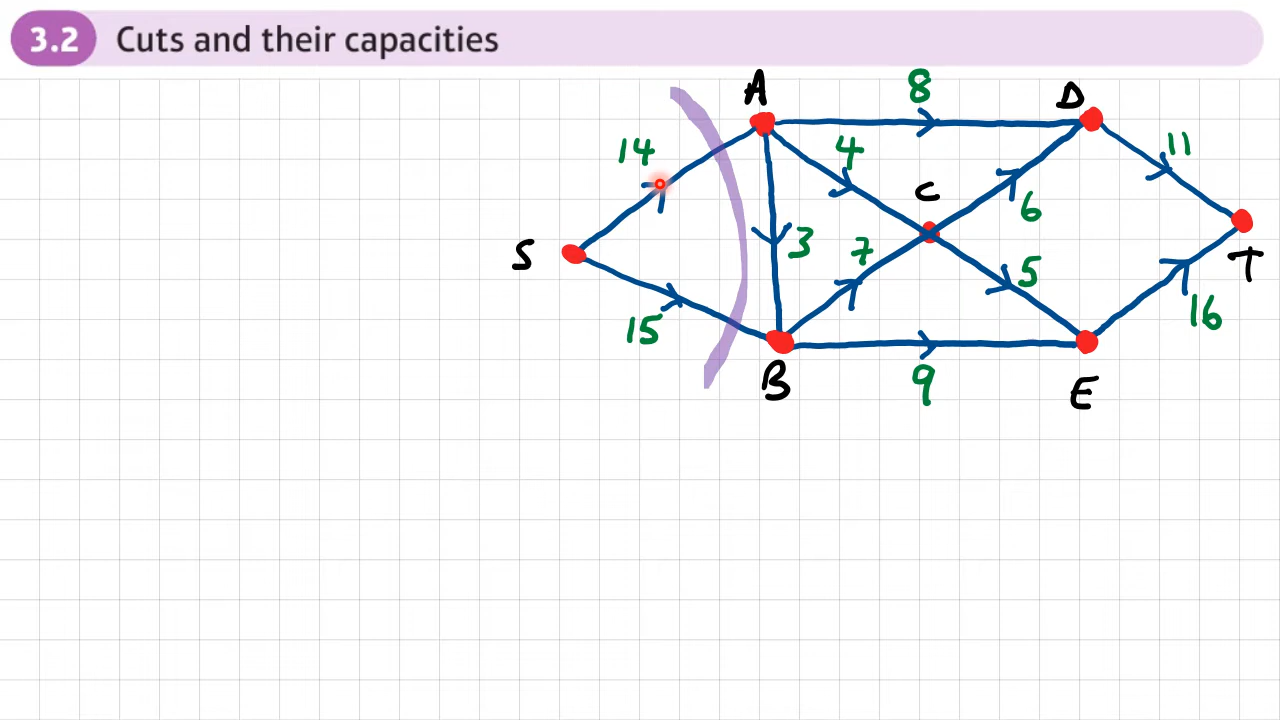 3.2 Cuts and their capacities
A 8 D
14 4 11
C
S 3 7 6 T
5
15 16
B 9 E